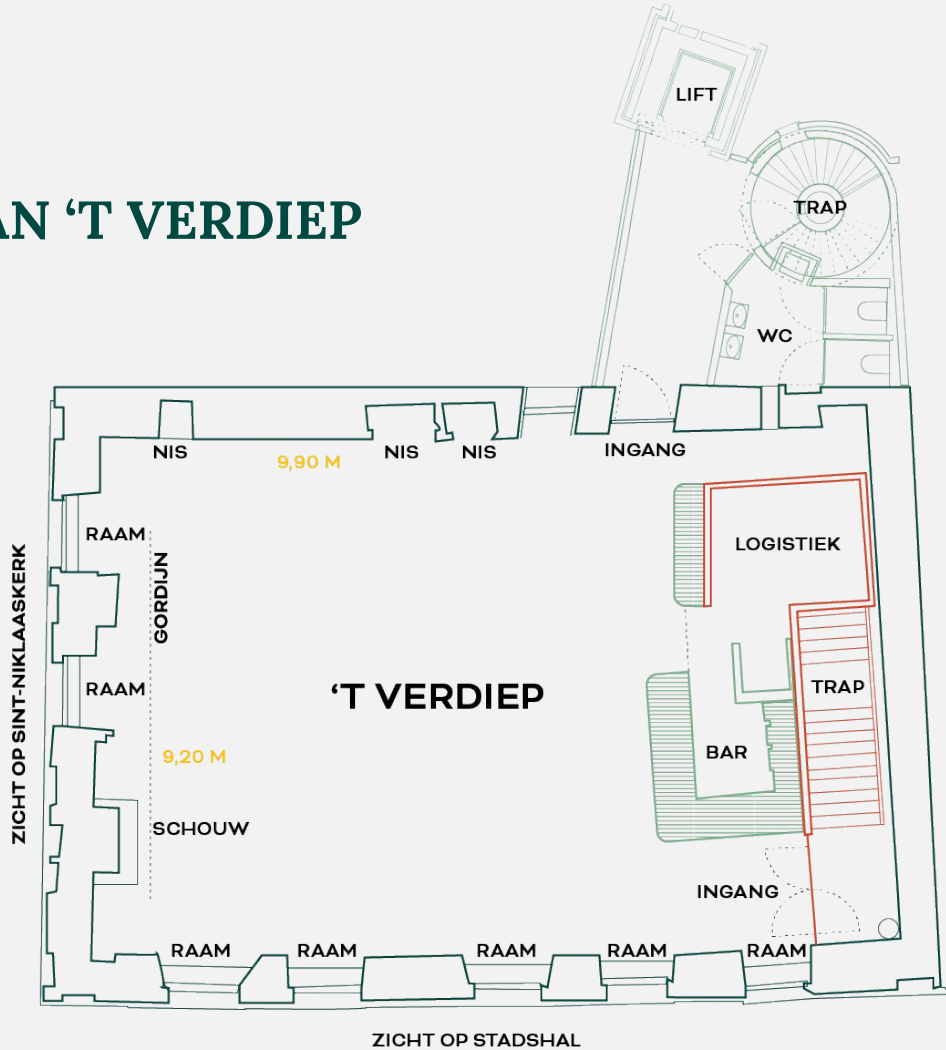 LIFT
AN ‘T VERDIEP
TRAP
WC
NIS
9,90 M
NIS
NIS
INGANG
RAAM
GORDIJN
LOGISTIEK
ZICHT OP SINT-NIKLAASKERK
RAAM
‘T VERDIEP
TRAP
9,20 M
BAR
SCHOUW
INGANG
RAAM
RAAM
RAAM
RAAM
RAAM
ZICHT OP STADSHAL